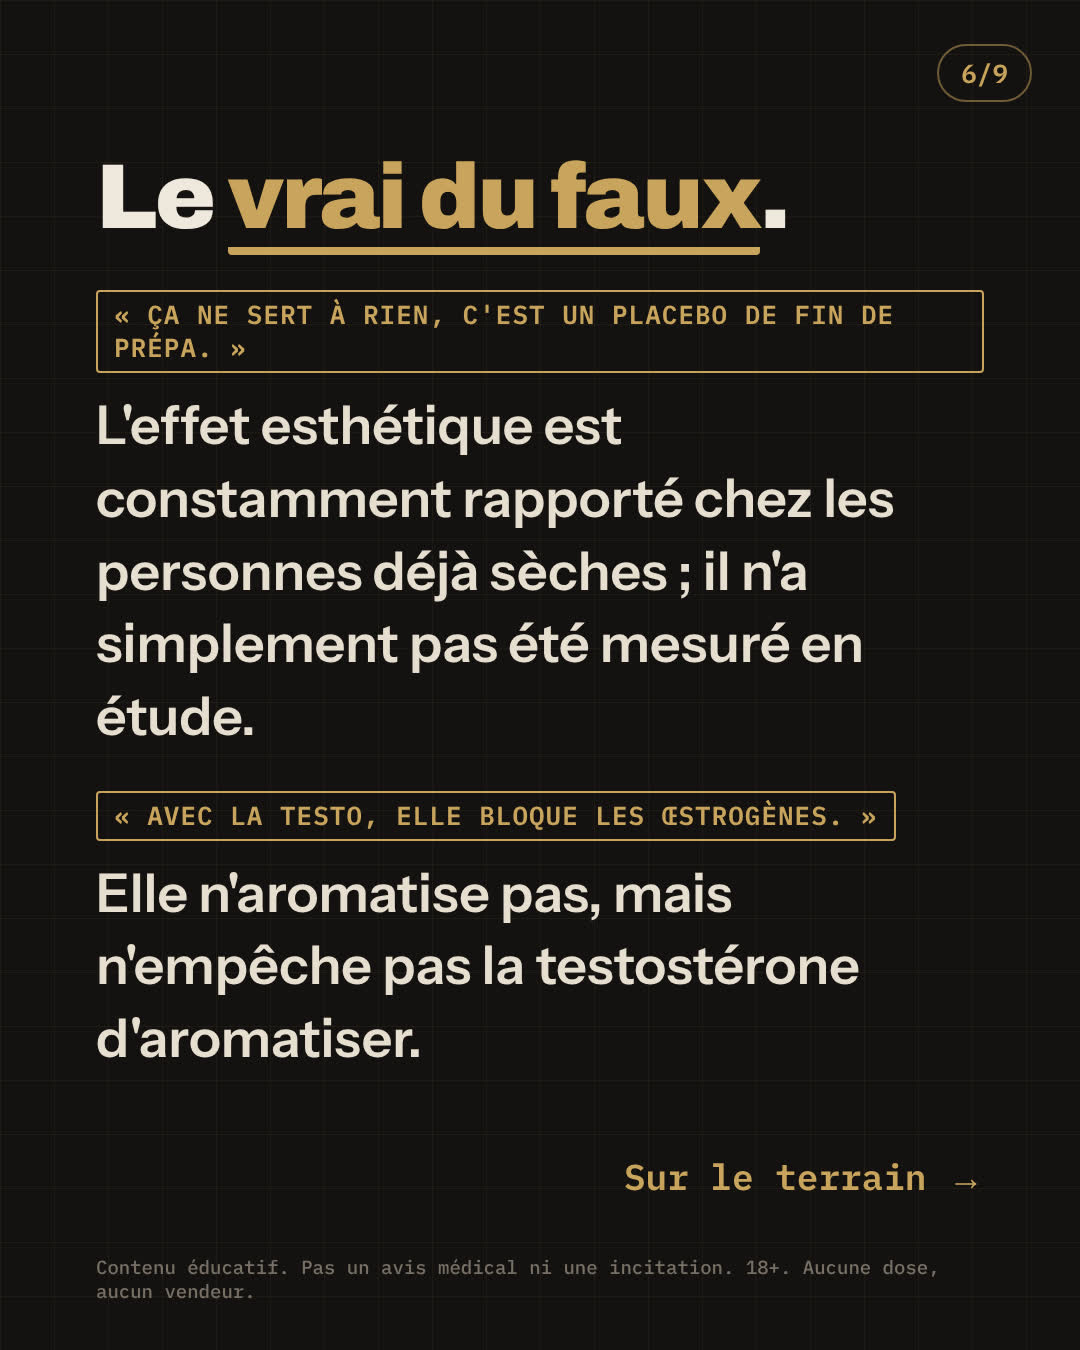 6/9
Le vrai du faux.
« ÇA NE SERT À RIEN, C'EST UN PLACEBO DE FIN DE
PRÉPA. »
L'effet esthétique est
constamment rapporté chez les
personnes déjà sèches ; il n'a
simplement pas été mesuré en
étude.
« AVEC LA TESTO, ELLE BLOQUE LES ŒSTROGÈNES. »
Elle n'aromatise pas, mais
n'empêche pas la testostérone
d'aromatiser.
Sur le terrain →
Contenu éducatif. Pas un avis médical ni une incitation. 18+. Aucune dose,
aucun vendeur.